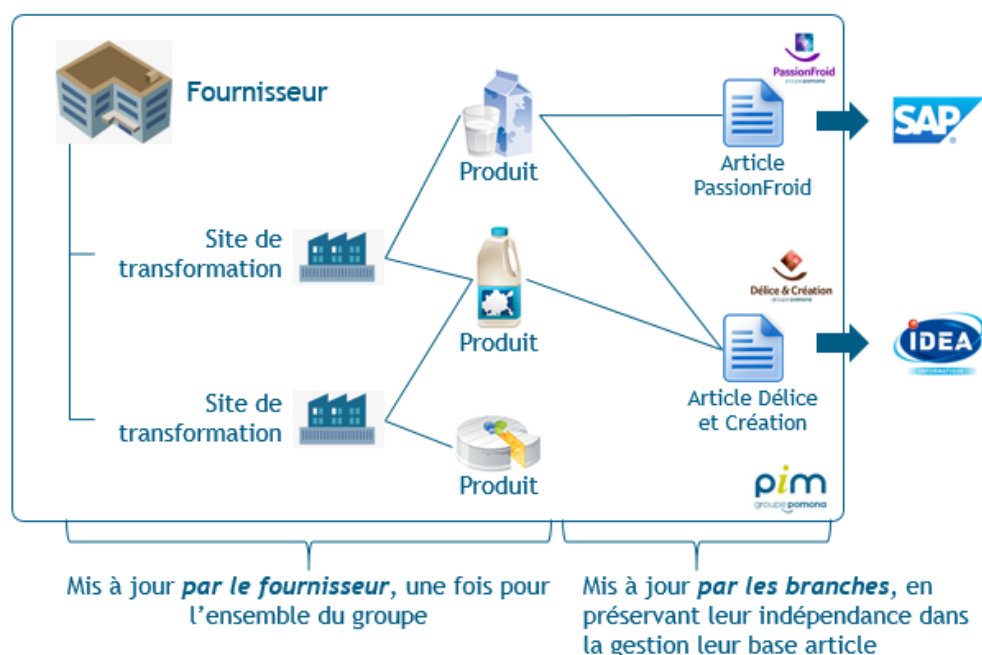 PassionFroid
groupe pomona
Fournisseur
SAP
Produit
Article
PassionFroid
Site de
transformation
Délice & Création
groupe pomona
iDEA
INFORMATIQUE
Produit
Article Délice
et Création
Site de
transformation
Produit
pim
groupe pomona
Mis à jour par le fournisseur, une fois pour
l'ensemble du groupe
Mis à jour par les branches, en
préservant leur indépendance dans
la gestion leur base article